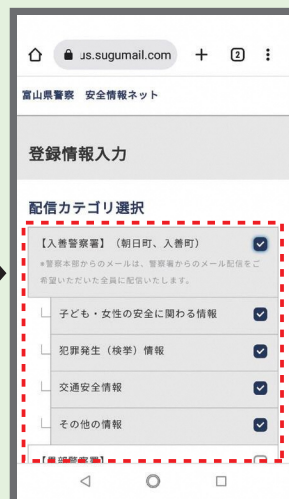 us.sugumail.com
2
富山県警察 安全情報ネット
登録情報入力
配信カテゴリ選択
【入善警察署】（朝日町、入善町）
※警察本部からのメールは、警察署からのメール配信をご
希望いただいた全員に配信いたします。
子ども・女性の安全に関わる情報
犯罪発生（検挙）情報
交通安全情報
その他の情報